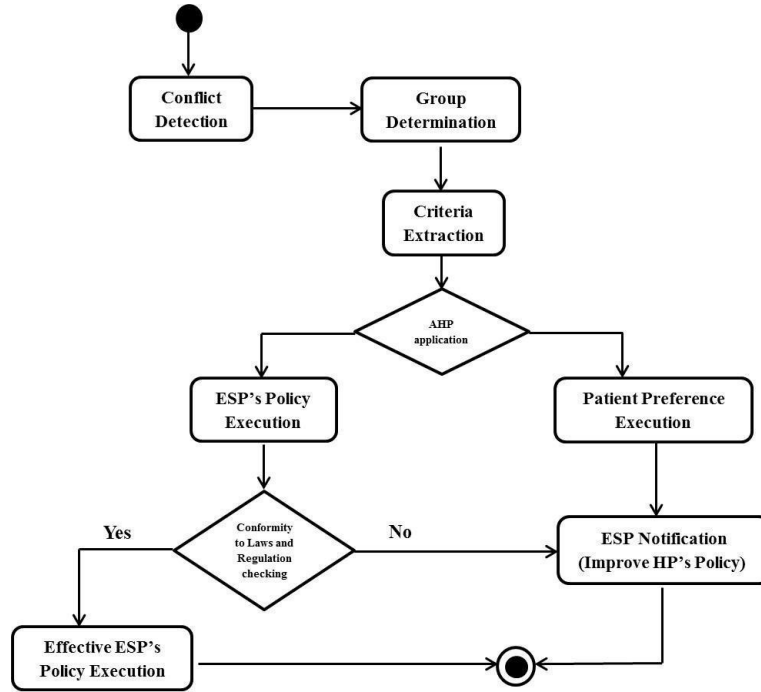 Conflict
Detection
Group
Determination
Criteria
Extraction
AHP
application
ESP's Policy
Execution
Patient Preference
Execution
Yes
Conformity
to Laws and
Regulation
checking
No
ESP Notification
(Improve HP's Policy)
Effective ESP's
Policy Execution